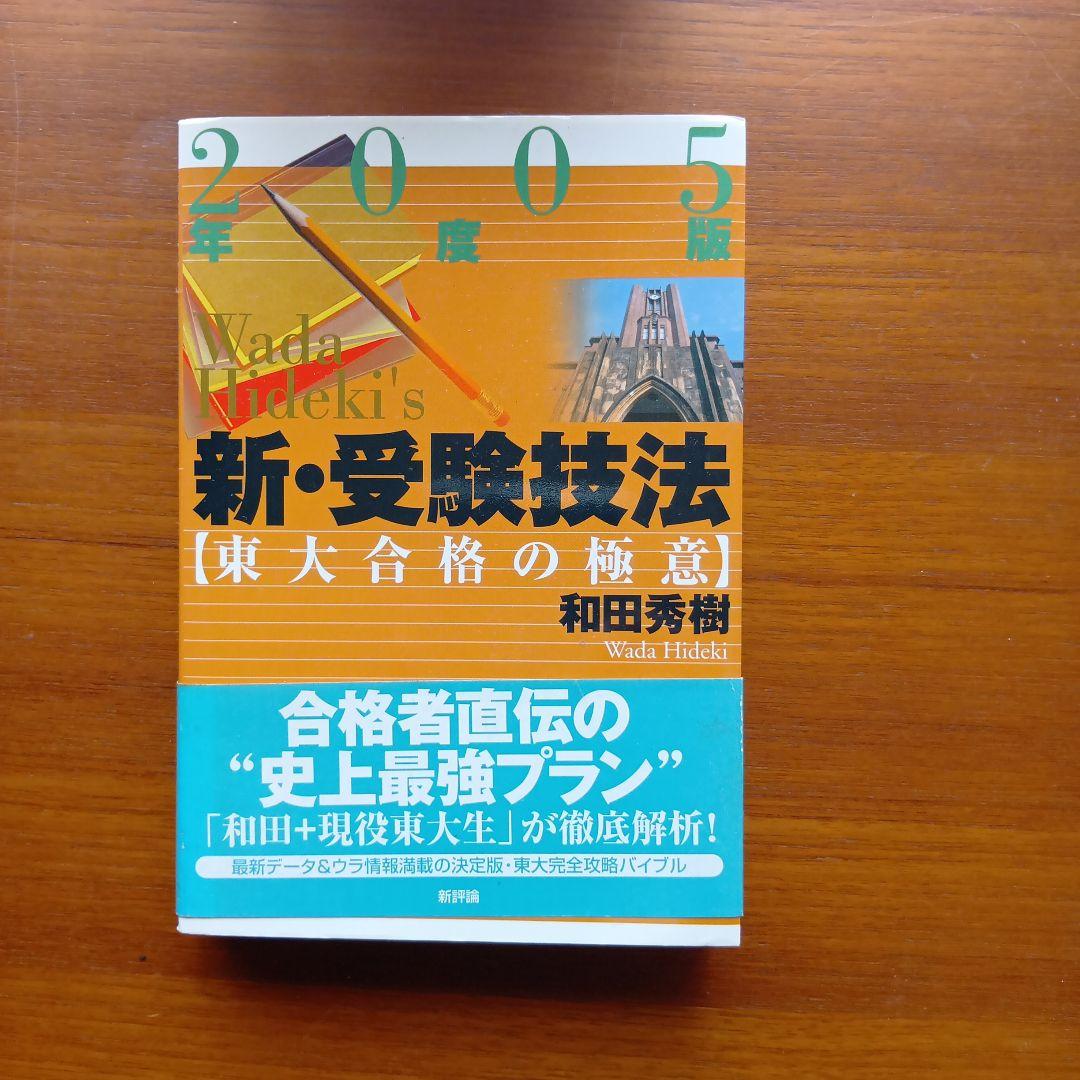 2005
年度版
Wada
Hideki's
新・受験技法
【東大合格の極意】
和田秀樹
Wada Hideki
合格者直伝の
“史上最強プラン”
「和田+現役東大生」が徹底解析!
最新データ&ウラ情報満載の決定版・東大完全攻略バイブル
新評論